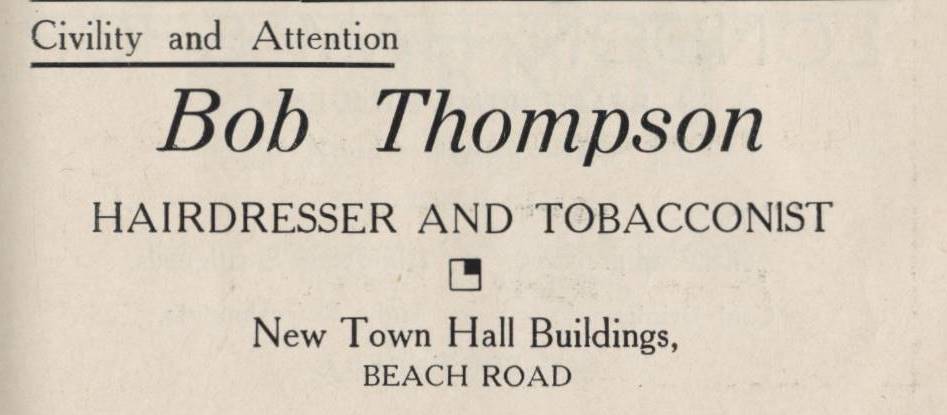 Civility and Attention
Bob Thompson
HAIRDRESSER AND TOBACCONIST
New Town Hall Buildings,
BEACH ROAD